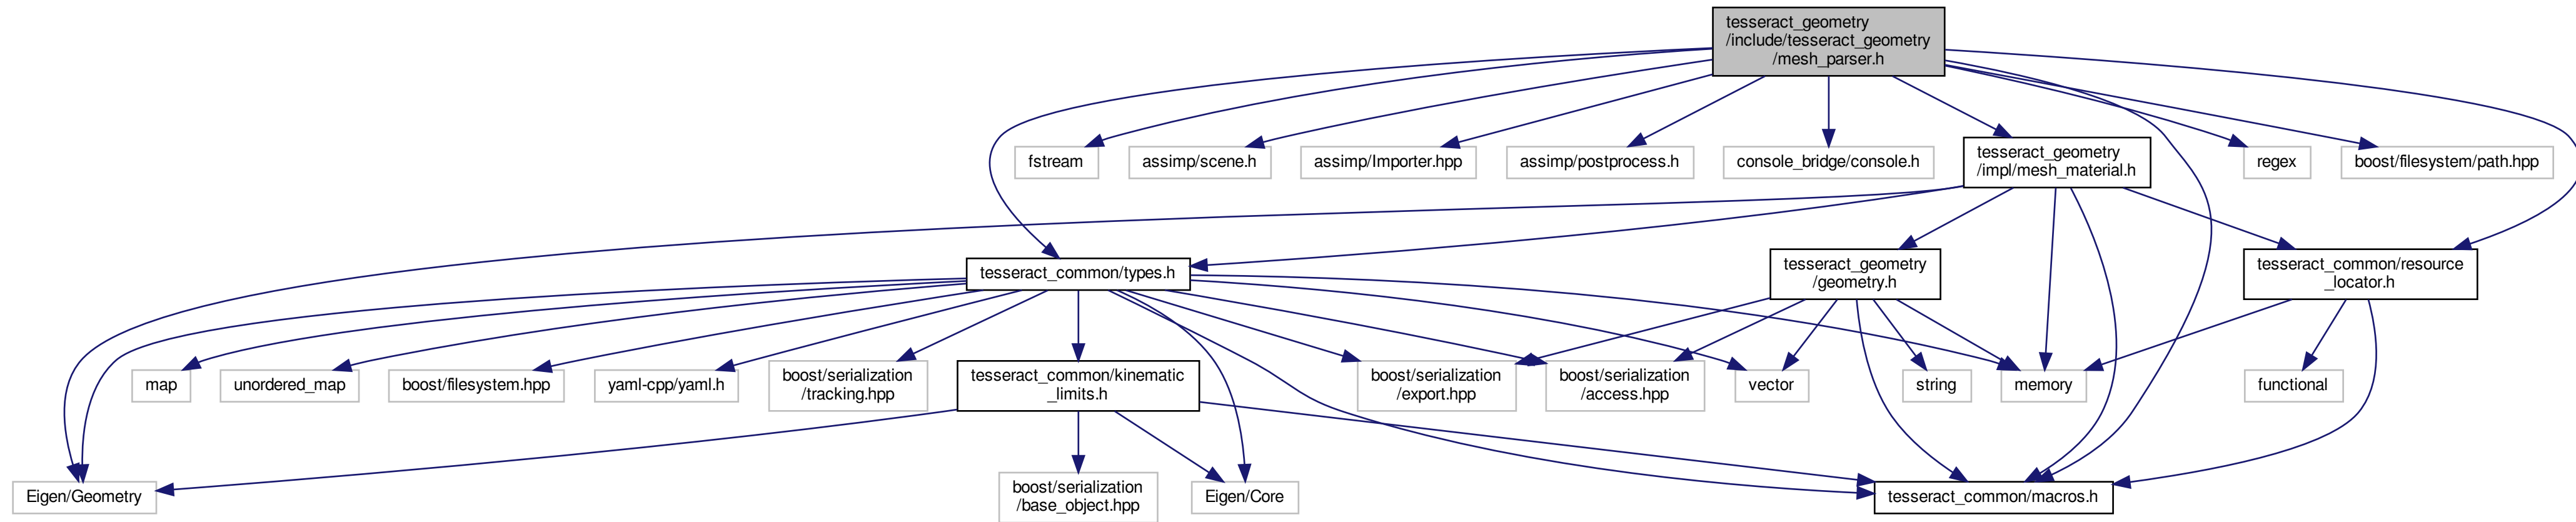 tesseract_geometry
/include/tesseract_geometry
/mesh_parser.h
fstream
assimp/scene.h
assimp/Importer.hpp
assimp/postprocess.h
console_bridge/console.h
tesseract_geometry
/impl/mesh_material.h
regex
boost/filesystem/path.hpp
tesseract_common/types.h
tesseract_geometry
/geometry.h
tesseract_common/resource
_locator.h
map
unordered_map
boost/filesystem.hpp
yaml-cpp/yaml.h
boost/serialization
/tracking.hpp
tesseract_common/kinematic
_limits.h
boost/serialization
/export.hpp
boost/serialization
/access.hpp
vector
string
memory
functional
Eigen/Geometry
boost/serialization
/base_object.hpp
Eigen/Core
tesseract_common/macros.h